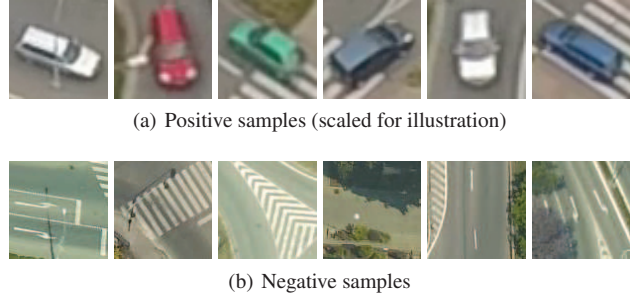 (a) Positive samples (scaled for illustration)
(b) Negative samples